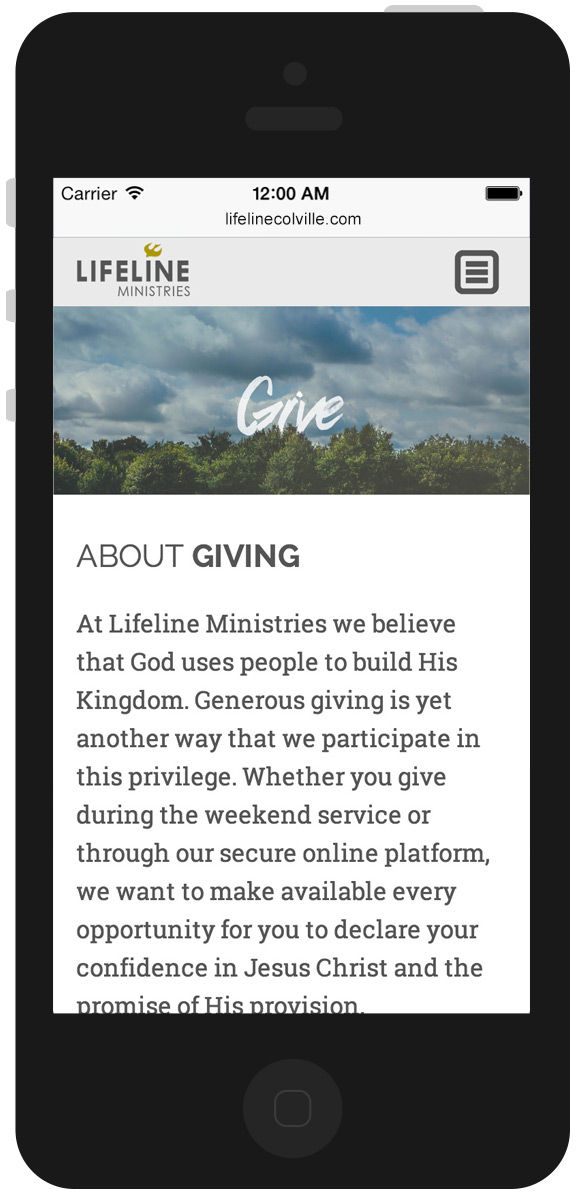 Carrier 12:00 AM
lifelinecolville.com
LIFELINE
MINISTRIES
Give
ABOUT GIVING
At Lifeline Ministries we believe
that God uses people to build His
Kingdom. Generous giving is yet
another way that we participate in
this privilege. Whether you give
during the weekend service or
through our secure online platform,
we want to make available every
opportunity for you to declare your
confidence in Jesus Christ and the
promise of His provision.